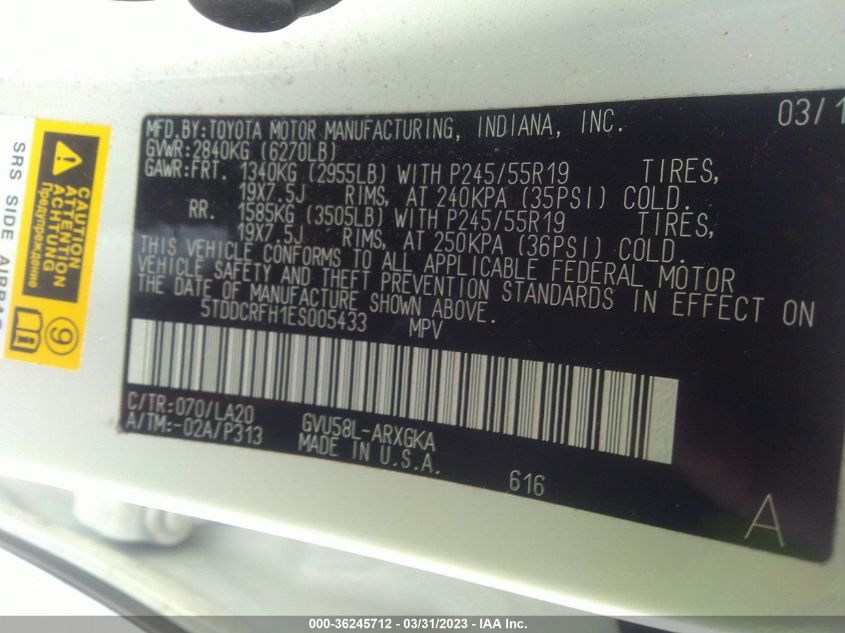 MFD.BY:TOYOTA MOTOR MANUFACTURING, INDIANA, INC. 03/1
GVWR:2840KG (6270LB)
GAWR:FRT. 1340KG (2955LB) WITH P245/55R19 TIRES,
19X7.5J RIMS, AT 240KPA (35PSI) COLD.
RR. 1585KG (3505LB) WITH P245/55R19 TIRES,
19X7.5J RIMS, AT 250KPA (36PSI) COLD.
THIS VEHICLE CONFORMS TO ALL APPLICABLE FEDERAL MOTOR
VEHICLE SAFETY AND THEFT PREVENTION STANDARDS IN EFFECT ON
THE DATE OF MANUFACTURE SHOWN ABOVE.
5TDDCRFH1ES005433 MPV
C/TR:070/LA20 GVU58L-ARXGKA
A/TM:-02A/P313 MADE IN U.S.A.
616
A
CAUTION
ATTENTION
ACHTUNG
Предупреждение
9
SRS SIDE AIRBAG
000-36245712 - 03/31/2023 - IAA Inc.